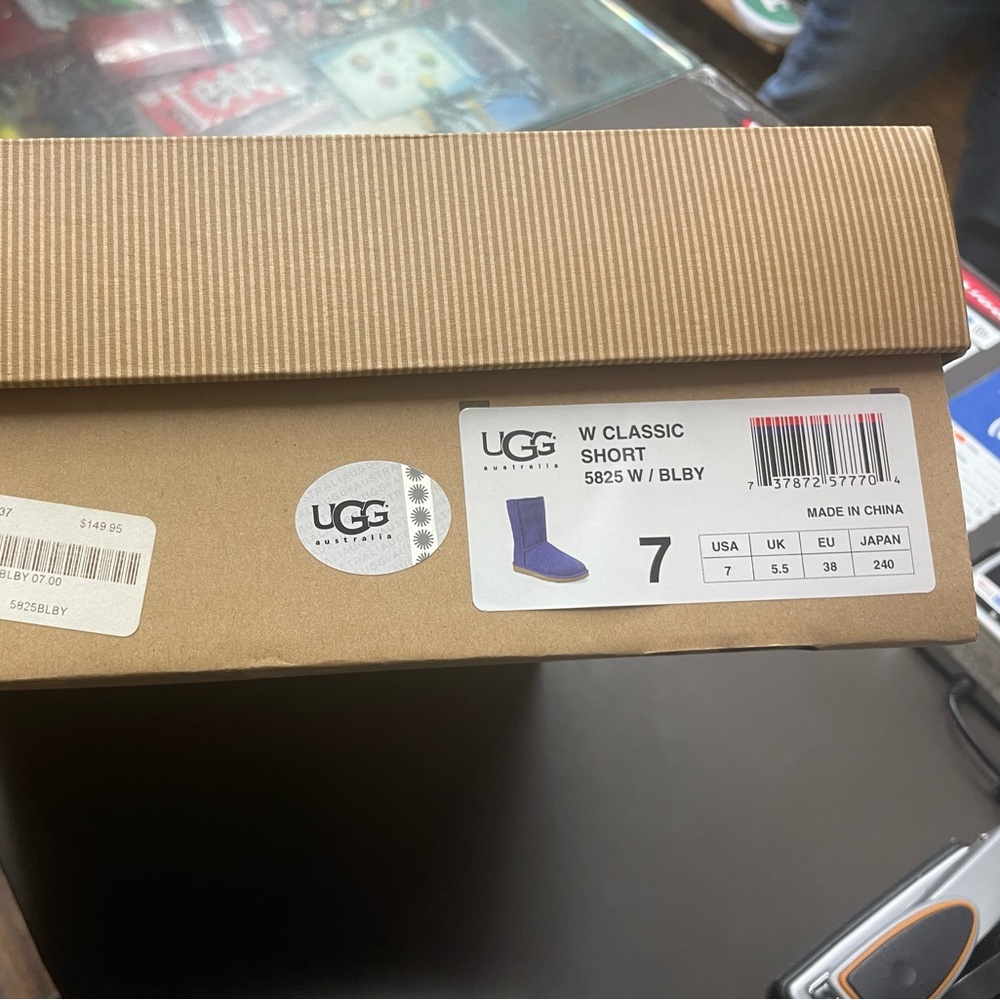 37 $149.95
BLBY 07.00
5825BLBY
UGG
australia
UGG
australia
W CLASSIC
SHORT
5825 W / BLBY
7 37872 57770 4
MADE IN CHINA
7
USA UK EU JAPAN
7 5.5 38 240